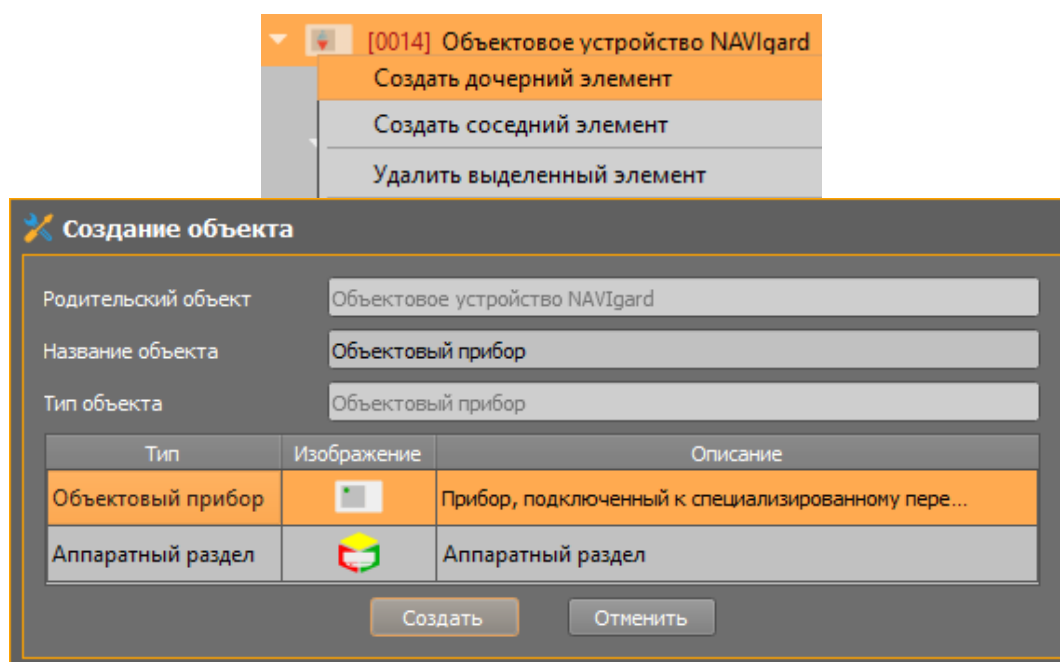 [0014] Объектовое устройство NAVIgard
Создать дочерний элемент
Создать соседний элемент
Удалить выделенный элемент
Создание объекта
Родительский объект Объектовое устройство NAVIgard
Название объекта Объектовый прибор
Тип объекта Объектовый прибор
Тип Изображение Описание
Объектовый прибор Прибор, подключенный к специализированному пере...
Аппаратный раздел Аппаратный раздел
Создать Отменить